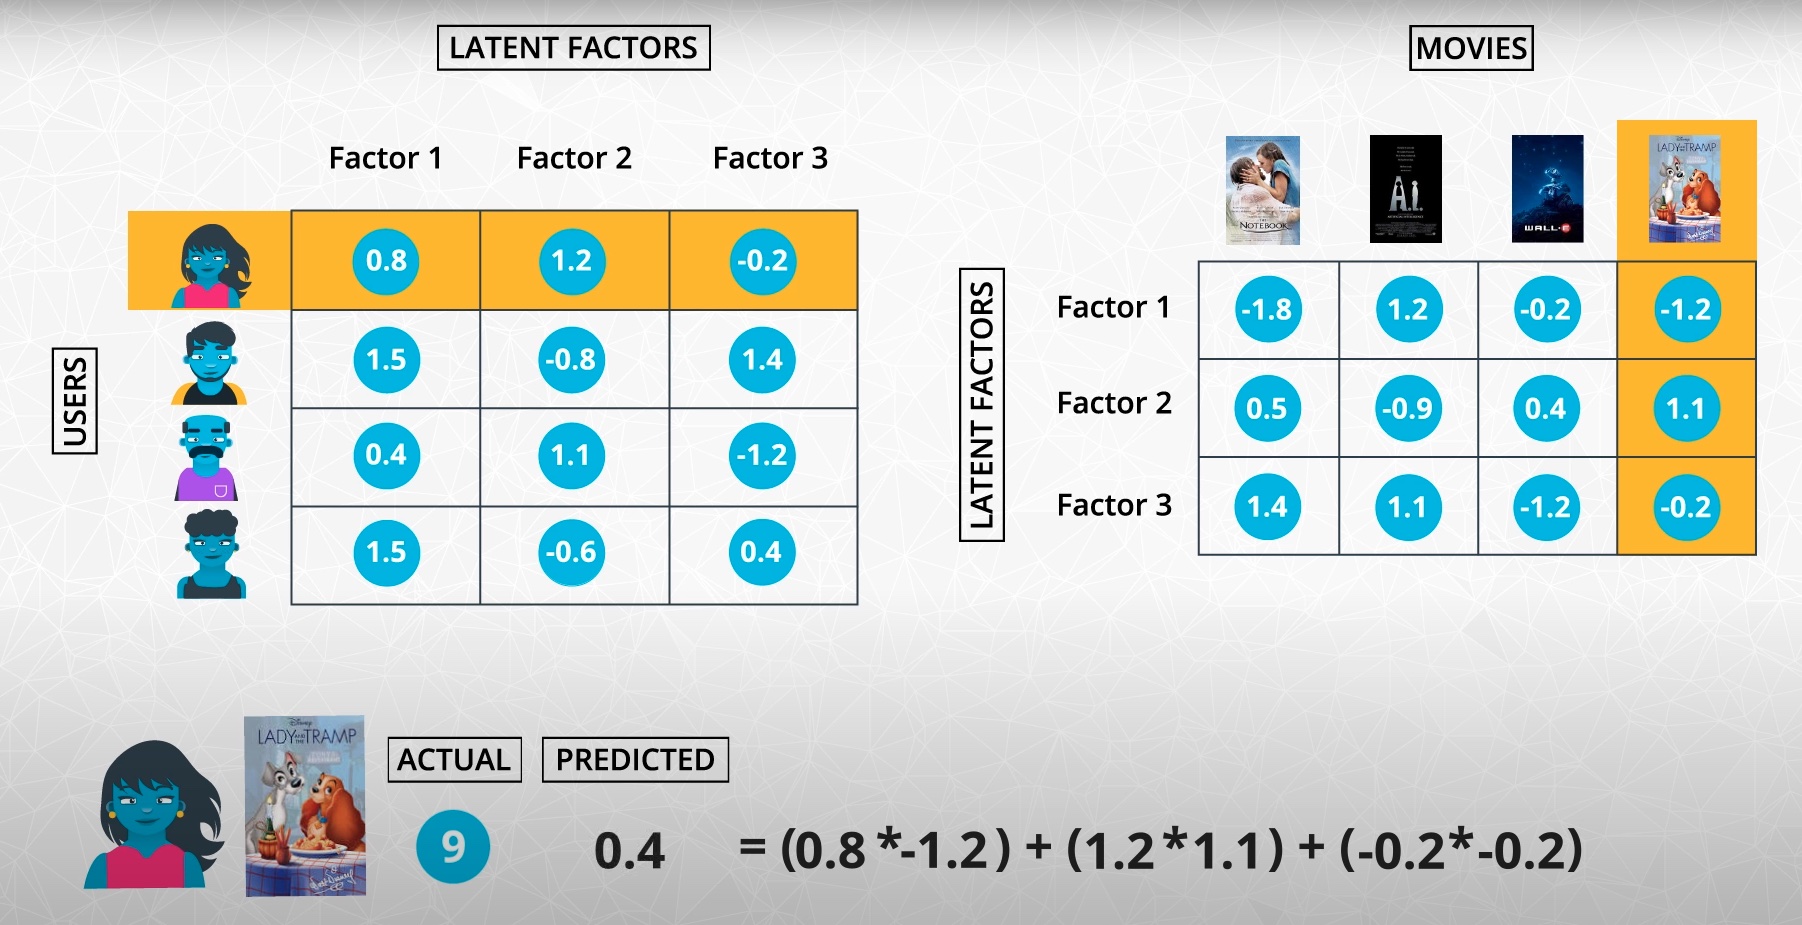 LATENT FACTORS
MOVIES
Factor 1 Factor 2 Factor 3
Disney
LADY AND THE TRAMP
THE NOTEBOOK
A.I.
WALL·E
USERS
0.8 1.2 -0.2
1.5 -0.8 1.4
0.4 1.1 -1.2
1.5 -0.6 0.4
LATENT FACTORS
Factor 1 -1.8 1.2 -0.2 -1.2
Factor 2 0.5 -0.9 0.4 1.1
Factor 3 1.4 1.1 -1.2 -0.2
Disney
LADY AND THE TRAMP
ACTUAL PREDICTED
9 0.4 = (0.8 *-1.2) + (1.2*1.1) + (-0.2*-0.2)